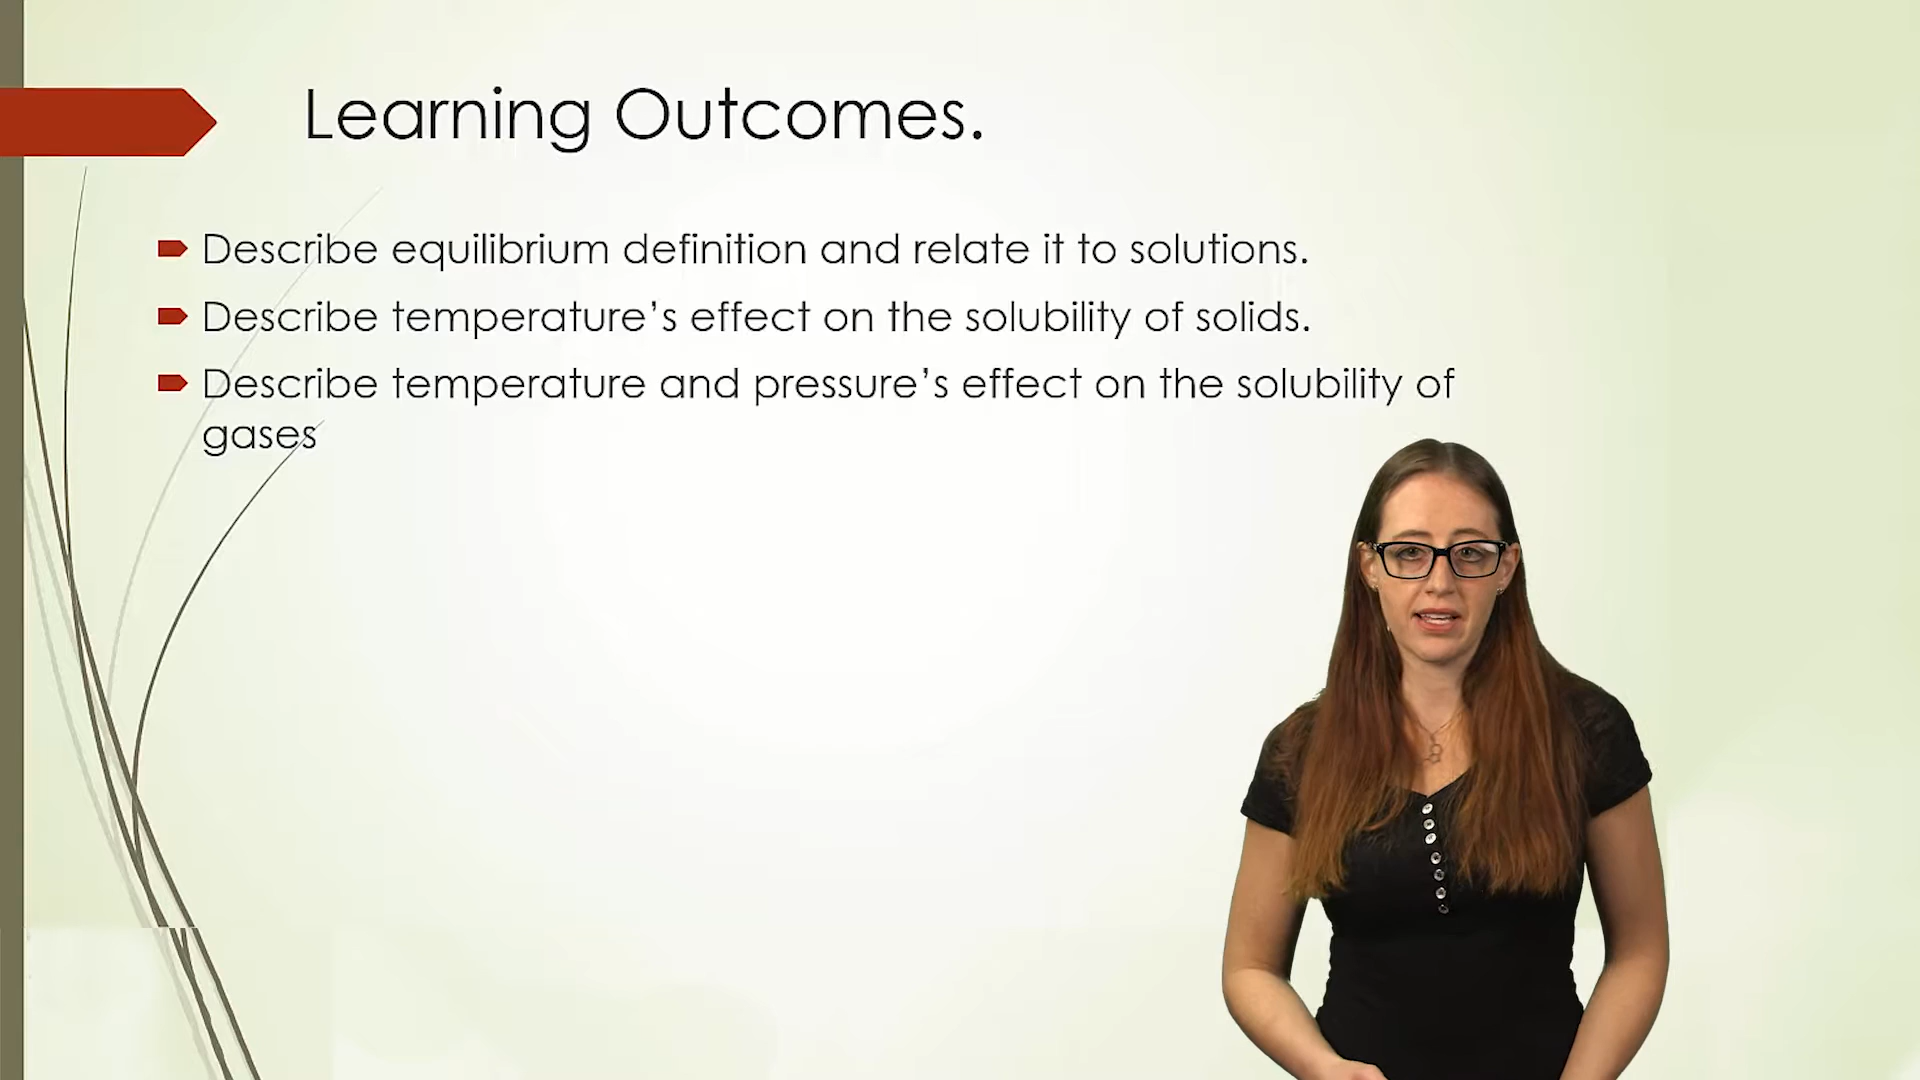 Learning Outcomes.
Describe equilibrium definition and relate it to solutions.
Describe temperature’s effect on the solubility of solids.
Describe temperature and pressure’s effect on the solubility of
gases